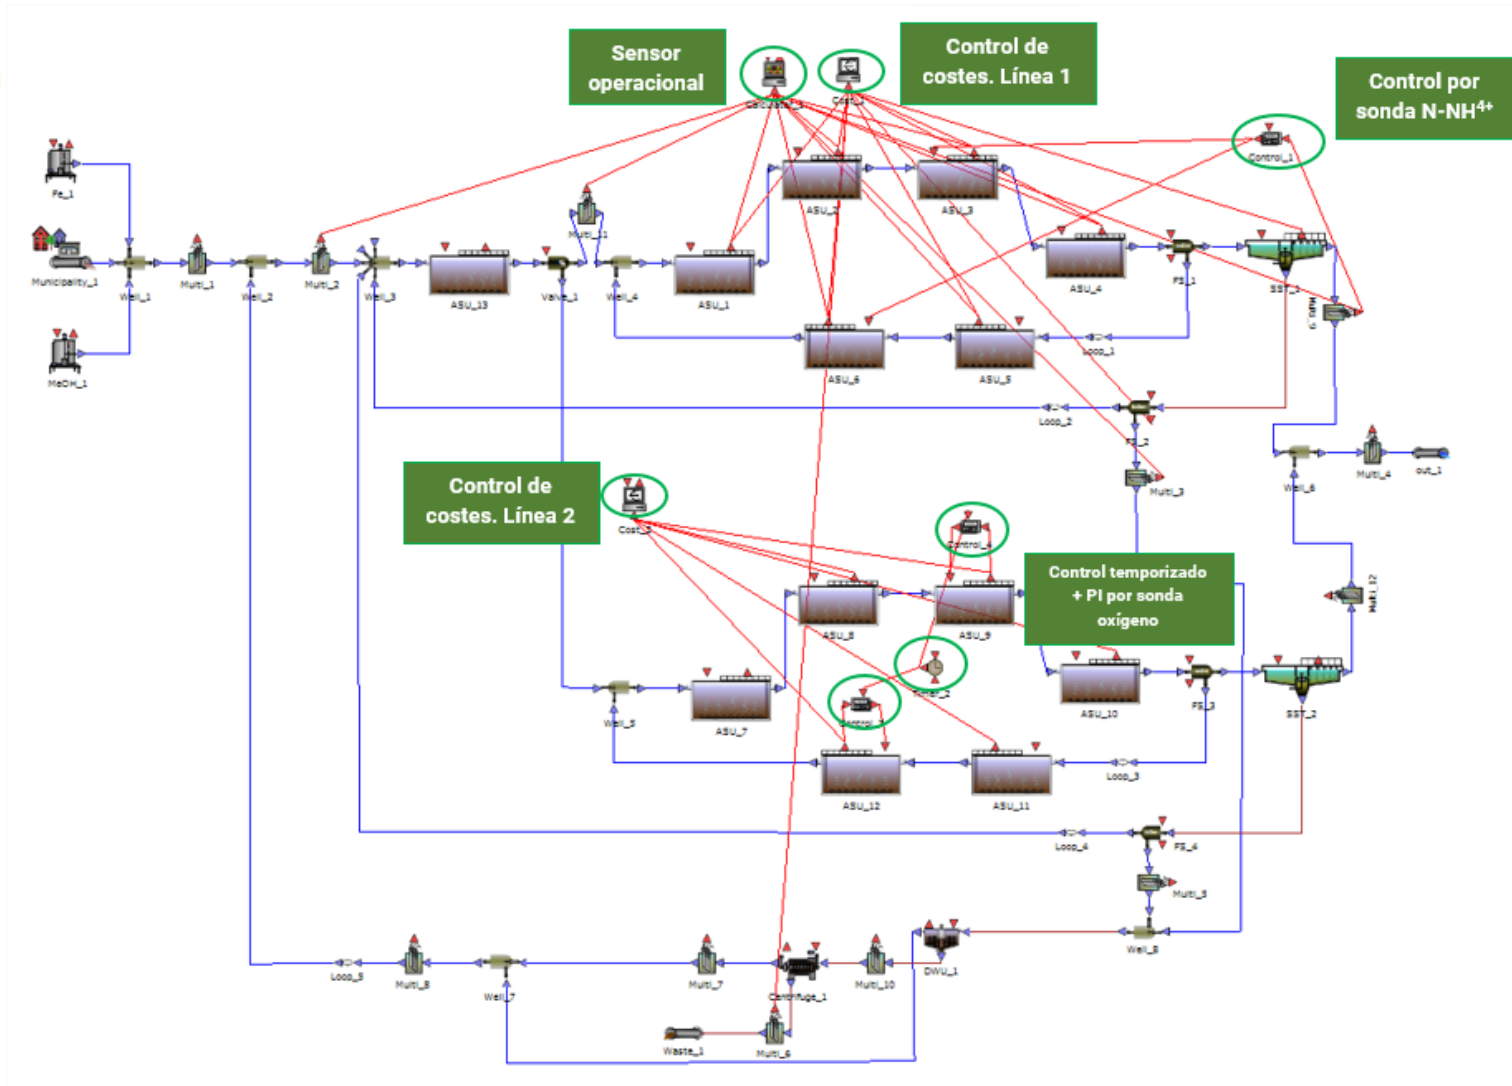 Sensor
operacional
Control de
costes. Línea 1
Control por
sonda N-NH4+
Control_1
Fe_1
Municipality_1
Well_1
Multi_1
Well_2
Multi_2
Well_3
ASU_13
Valve_1
Multi_11
Well_4
ASU_1
ASU_2
ASU_3
ASU_4
FS_1
SST_1
MeOH_1
ASU_6
ASU_5
Loop_1
Loop_2
FS_2
Multi_3
Well_6
Multi_4
out_1
Control de
costes. Línea 2
Control_4
Control temporizado
+ PI por sonda
oxígeno
Multi_12
ASU_8
ASU_9
Timer_2
Well_5
ASU_7
ASU_10
FS_3
SST_2
ASU_12
ASU_11
Loop_3
Loop_4
FS_4
Multi_5
Well_8
DWU_1
Loop_5
Multi_8
Well_7
Multi_7
Centrifuge_1
Multi_10
Waste_1
Multi_6